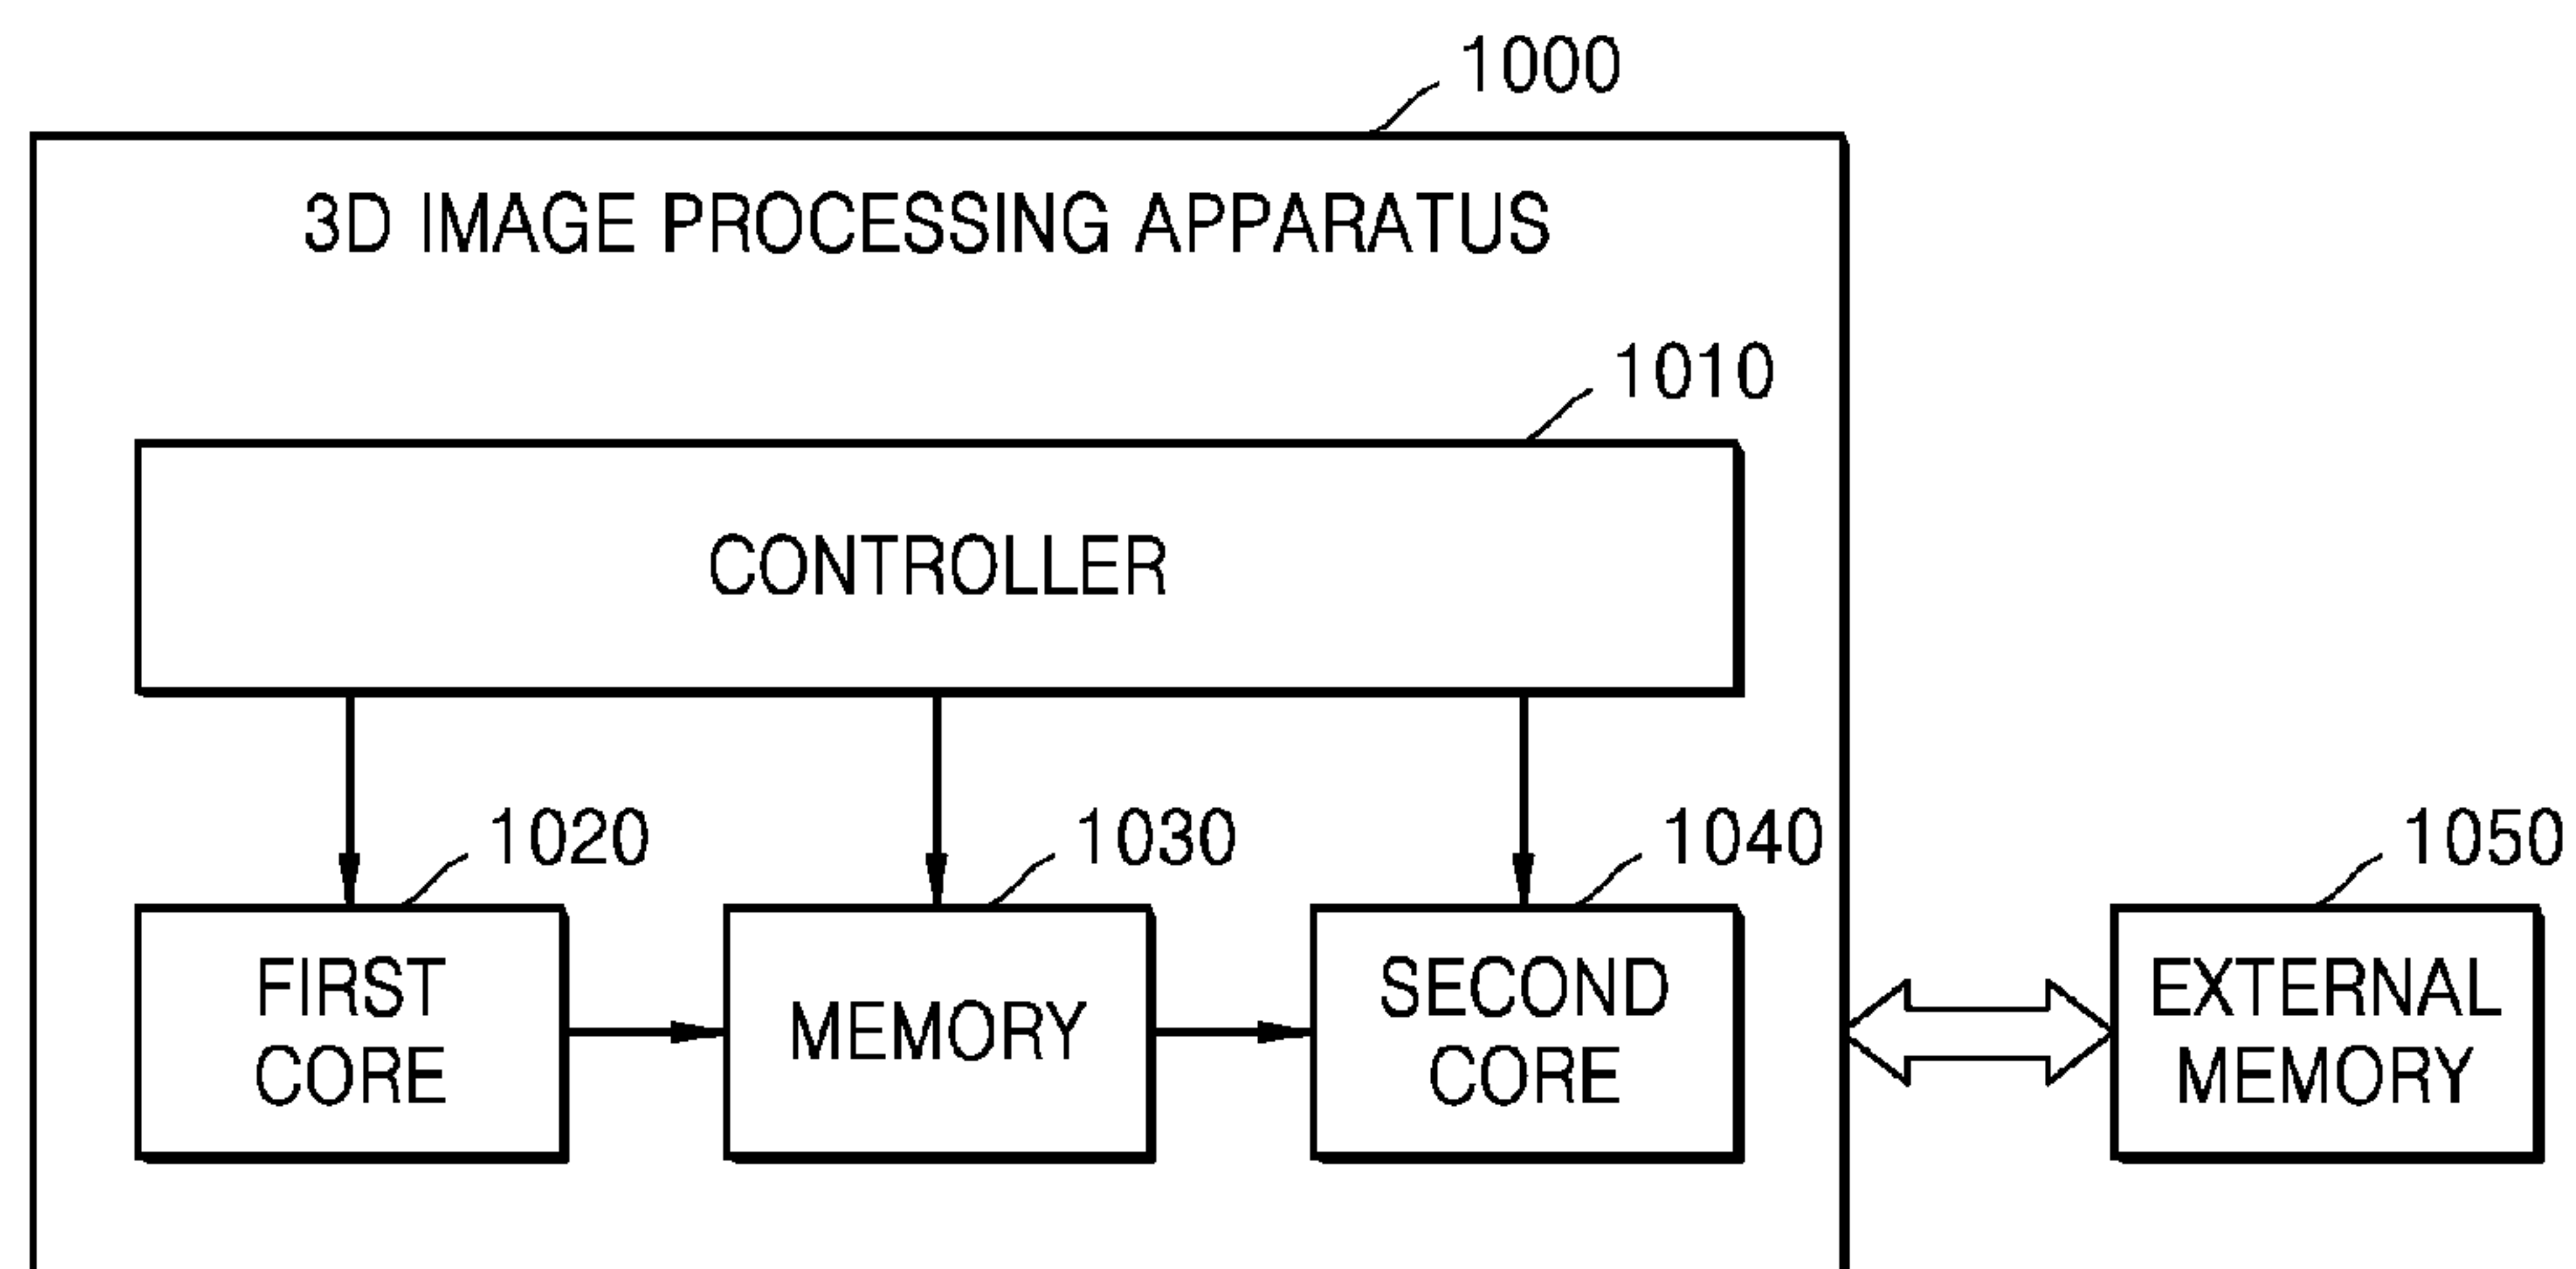 1000
3D IMAGE PROCESSING APPARATUS
1010
CONTROLLER
1020
1030
1040
1050
FIRST
CORE
MEMORY
SECOND
CORE
EXTERNAL
MEMORY